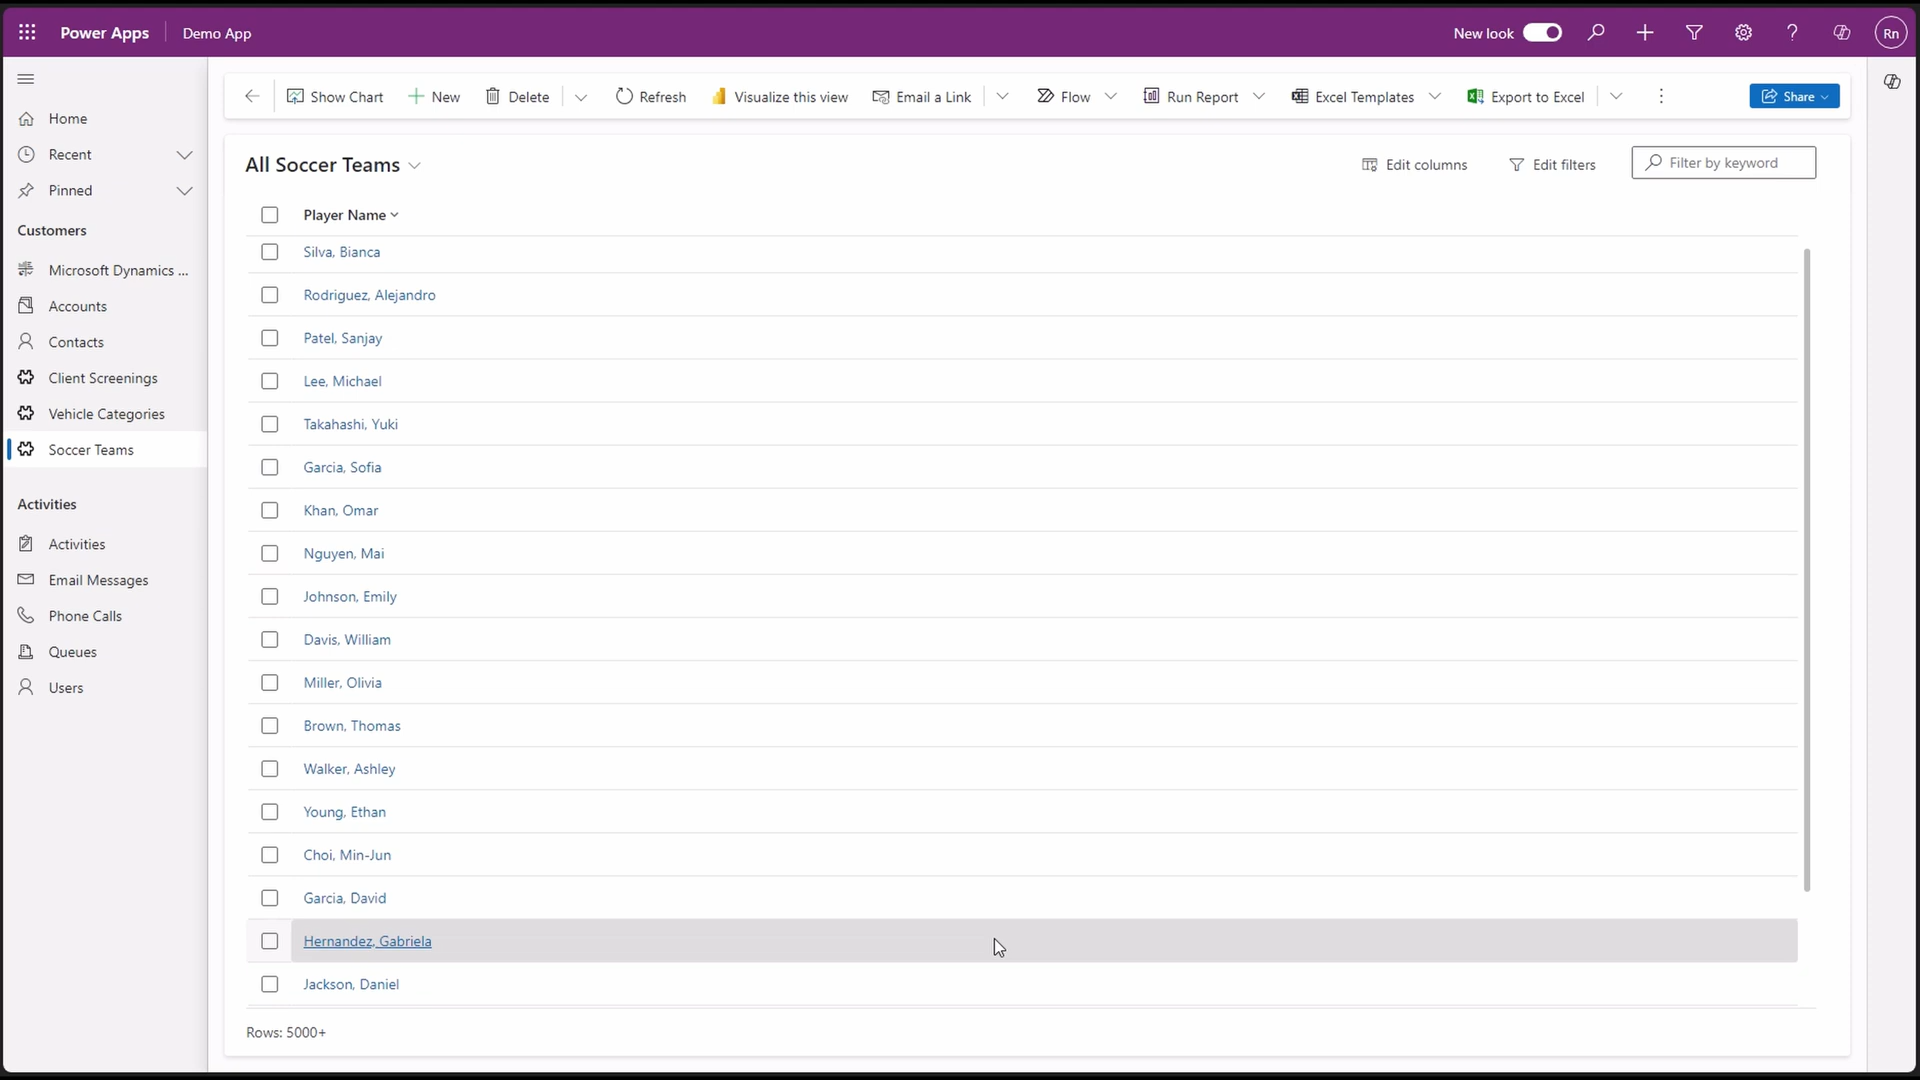 Power Apps
Demo App
New look
Rn
Home
Recent
Pinned
Customers
Microsoft Dynamics ...
Accounts
Contacts
Client Screenings
Vehicle Categories
Soccer Teams
Activities
Activities
Email Messages
Phone Calls
Queues
Users
Show Chart
New
Delete
Refresh
Visualize this view
Email a Link
Flow
Run Report
Excel Templates
Export to Excel
Share
All Soccer Teams
Edit columns
Edit filters
Filter by keyword
Player Name
Silva, Bianca
Rodriguez, Alejandro
Patel, Sanjay
Lee, Michael
Takahashi, Yuki
Garcia, Sofia
Khan, Omar
Nguyen, Mai
Johnson, Emily
Davis, William
Miller, Olivia
Brown, Thomas
Walker, Ashley
Young, Ethan
Choi, Min-Jun
Garcia, David
Hernandez, Gabriela
Jackson, Daniel
Rows: 5000+